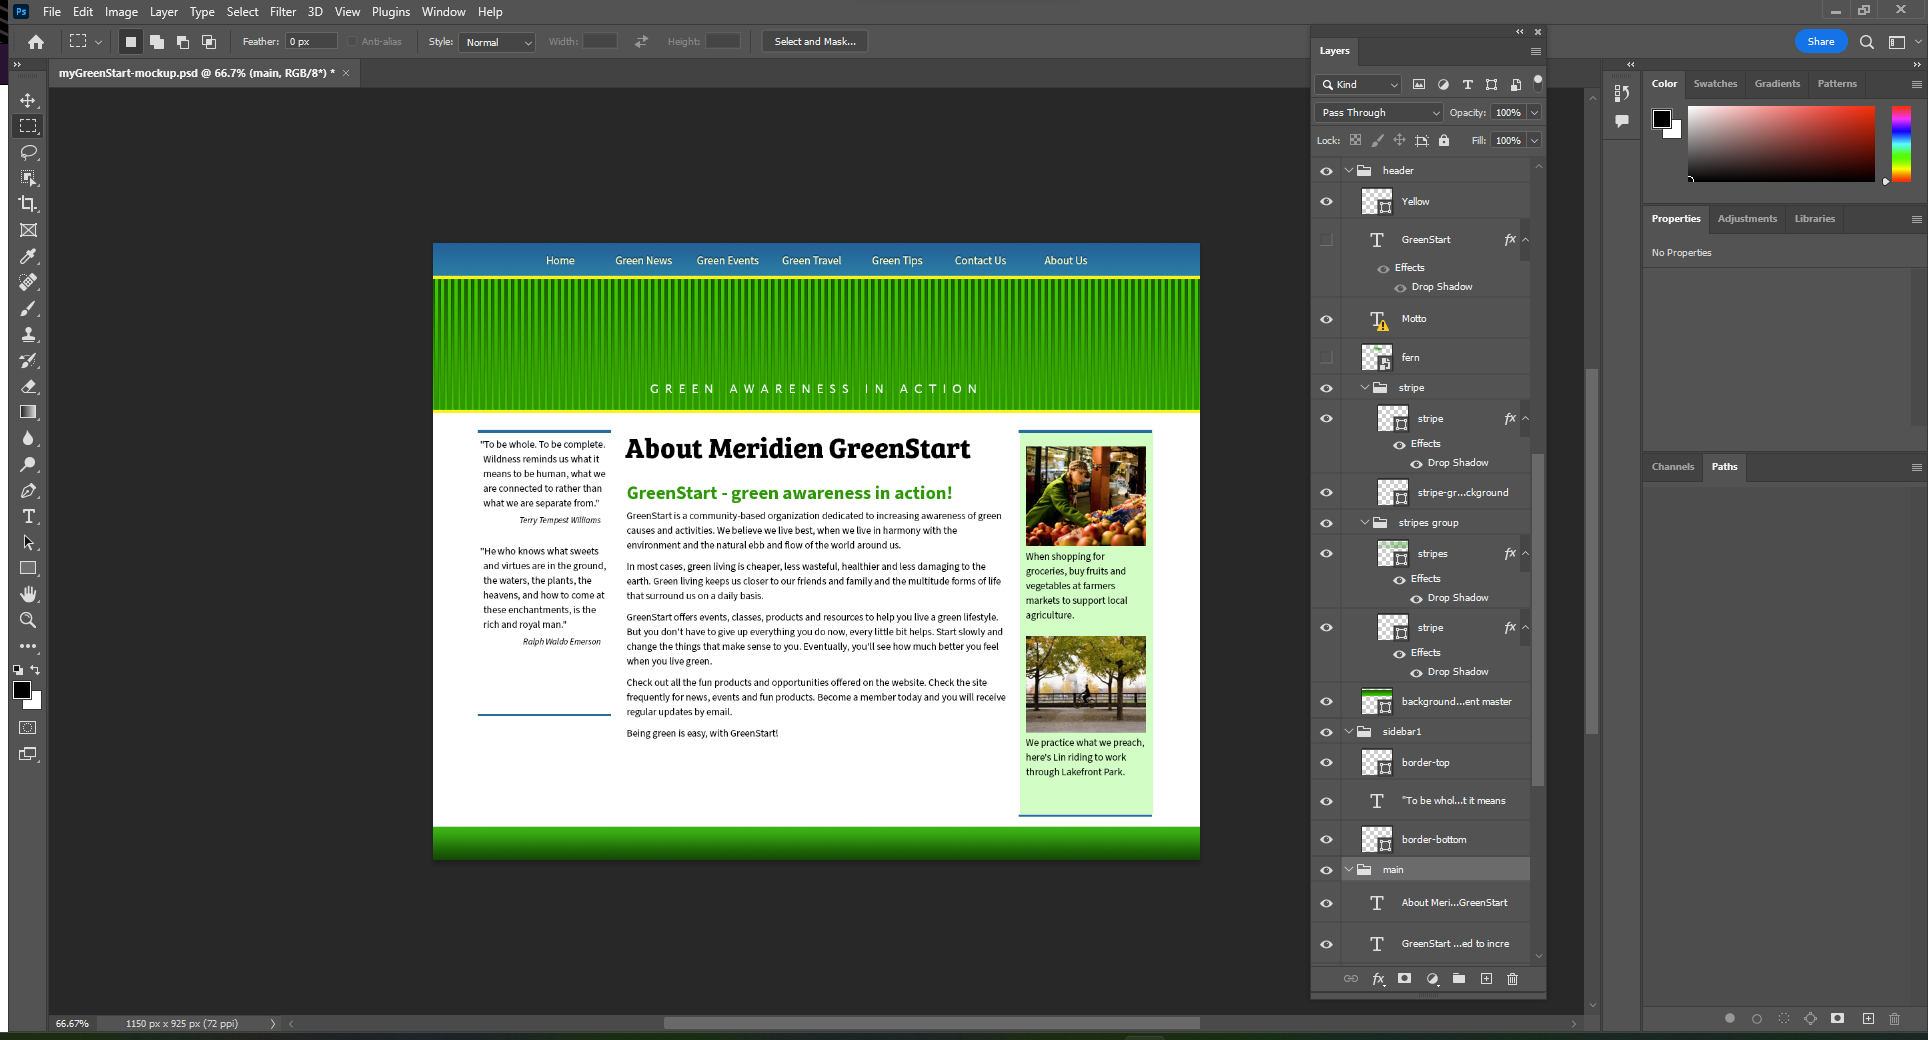 Ps File Edit Image Layer Type Select Filter 3D View Plugins Window Help
Feather: 0 px Anti-alias Style: Normal Width: Height: Select and Mask... Share
myGreenStart-mockup.psd @ 66.7% (main, RGB/8*) *
Home Green News Green Events Green Travel Green Tips Contact Us About Us
GREEN AWARENESS IN ACTION
"To be whole. To be complete.
Wildness reminds us what it
means to be human, what we
are connected to rather than
what we are separate from."
Terry Tempest Williams
"He who knows what sweets
and virtues are in the ground,
the waters, the plants, the
heavens, and how to come at
these enchantments, is the
rich and royal man."
Ralph Waldo Emerson
About Meridien GreenStart
GreenStart - green awareness in action!
GreenStart is a community-based organization dedicated to increasing awareness of green
causes and activities. We believe we live best, when we live in harmony with the
environment and the natural ebb and flow of the world around us.
In most cases, green living is cheaper, less wasteful, healthier and less damaging to the
earth. Green living keeps us closer to our friends and family and the multitude forms of life
that surround us on a daily basis.
GreenStart offers events, classes, products and resources to help you live a green lifestyle.
But you don't have to give up everything you do now, every little bit helps. Start slowly and
change the things that make sense to you. Eventually, you'll see how much better you feel
when you live green.
Check out all the fun products and opportunities offered on the website. Check the site
frequently for news, events and fun products. Become a member today and you will receive
regular updates by email.
Being green is easy, with GreenStart!
When shopping for
groceries, buy fruits and
vegetables at farmers
markets to support local
agriculture.
We practice what we preach,
here's Lin riding to work
through Lakefront Park.
66.67% 1150 px x 925 px (72 ppi)
Layers
Kind
Pass Through Opacity: 100%
Lock: Fill: 100%
header
Yellow
GreenStart fx
Effects
Drop Shadow
Motto
fern
stripe
stripe fx
Effects
Drop Shadow
stripe-gr...ckground
stripes group
stripes fx
Effects
Drop Shadow
stripe fx
Effects
Drop Shadow
background...ent master
sidebar1
border-top
"To be whol...t it means
border-bottom
main
About Meri...GreenStart
GreenStart ...ed to incre
fx
Color Swatches Gradients Patterns
Properties Adjustments Libraries
No Properties
Channels Paths